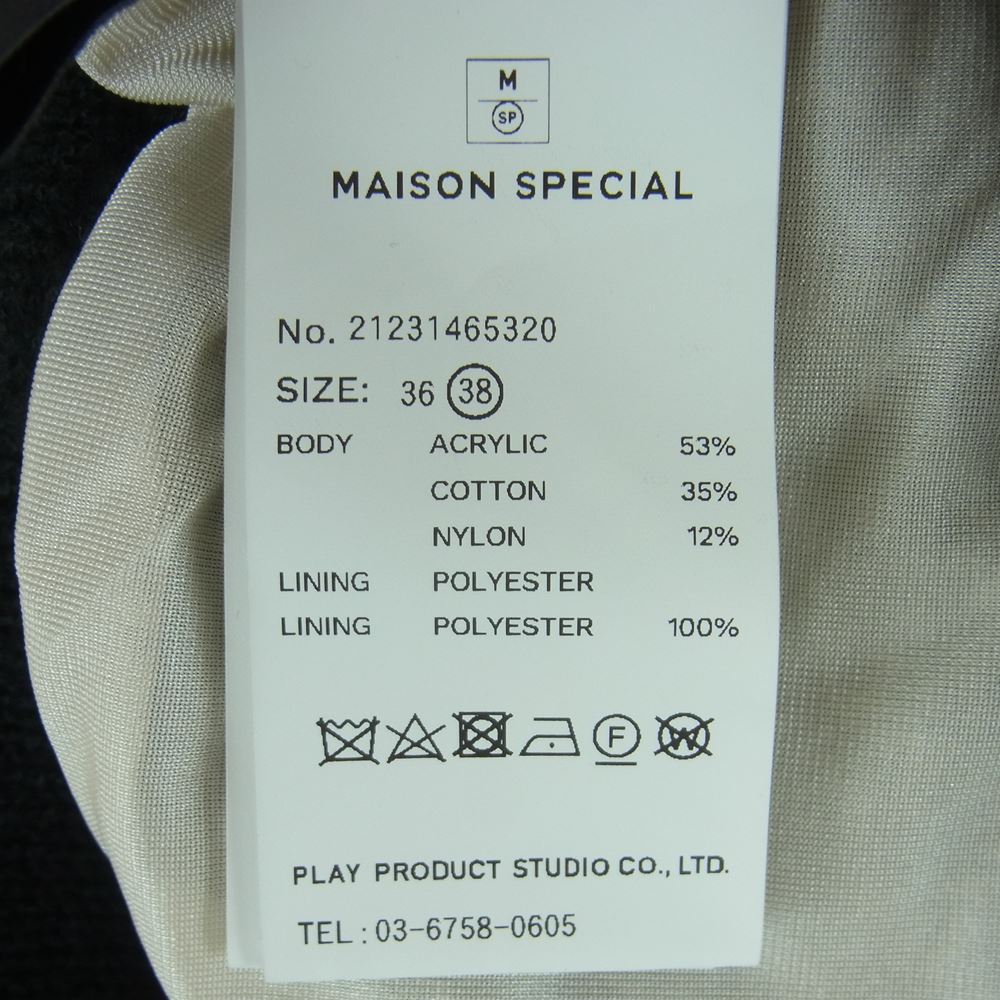 M
SP
MAISON SPECIAL
No. 21231465320
SIZE: 36 38
BODY ACRYLIC 53%
COTTON 35%
NYLON 12%
LINING POLYESTER
LINING POLYESTER 100%
F W
PLAY PRODUCT STUDIO CO., LTD.
TEL : 03-6758-0605